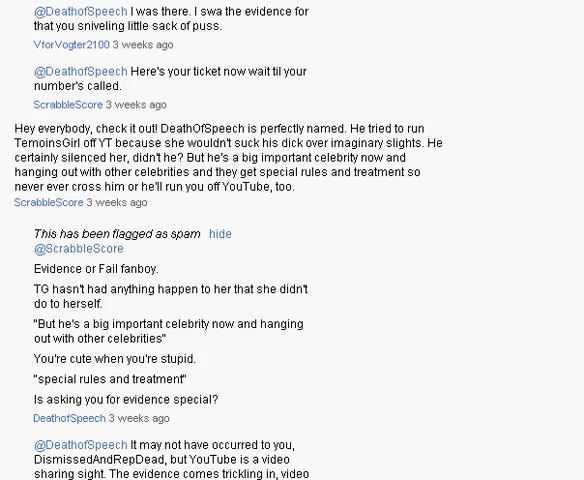 @DeathofSpeech I was there. I swa the evidence for
that you sniveling little sack of puss.
VforVogter2100 3 weeks ago
@DeathofSpeech Here's your ticket now wait til your
number's called.
ScrabbleScore 3 weeks ago
Hey everybody, check it out! DeathOfSpeech is perfectly named. He tried to run
TemoinsGirl off YT because she wouldn't suck his dick over imaginary slights. He
certainly silenced her, didn't he? But he's a big important celebrity now and
hanging out with other celebrities and they get special rules and treatment so
never ever cross him or he'll run you off YouTube, too.
ScrabbleScore 3 weeks ago
This has been flagged as spam hide
@ScrabbleScore
Evidence or Fail fanboy.
TG hasn't had anything happen to her that she didn't
do to herself.
"But he's a big important celebrity now and hanging
out with other celebrities"
You're cute when you're stupid.
"special rules and treatment"
Is asking you for evidence special?
DeathofSpeech 3 weeks ago
@DeathofSpeech It may not have occurred to you,
DismissedAndRepDead, but YouTube is a video
sharing sight. The evidence comes trickling in, video